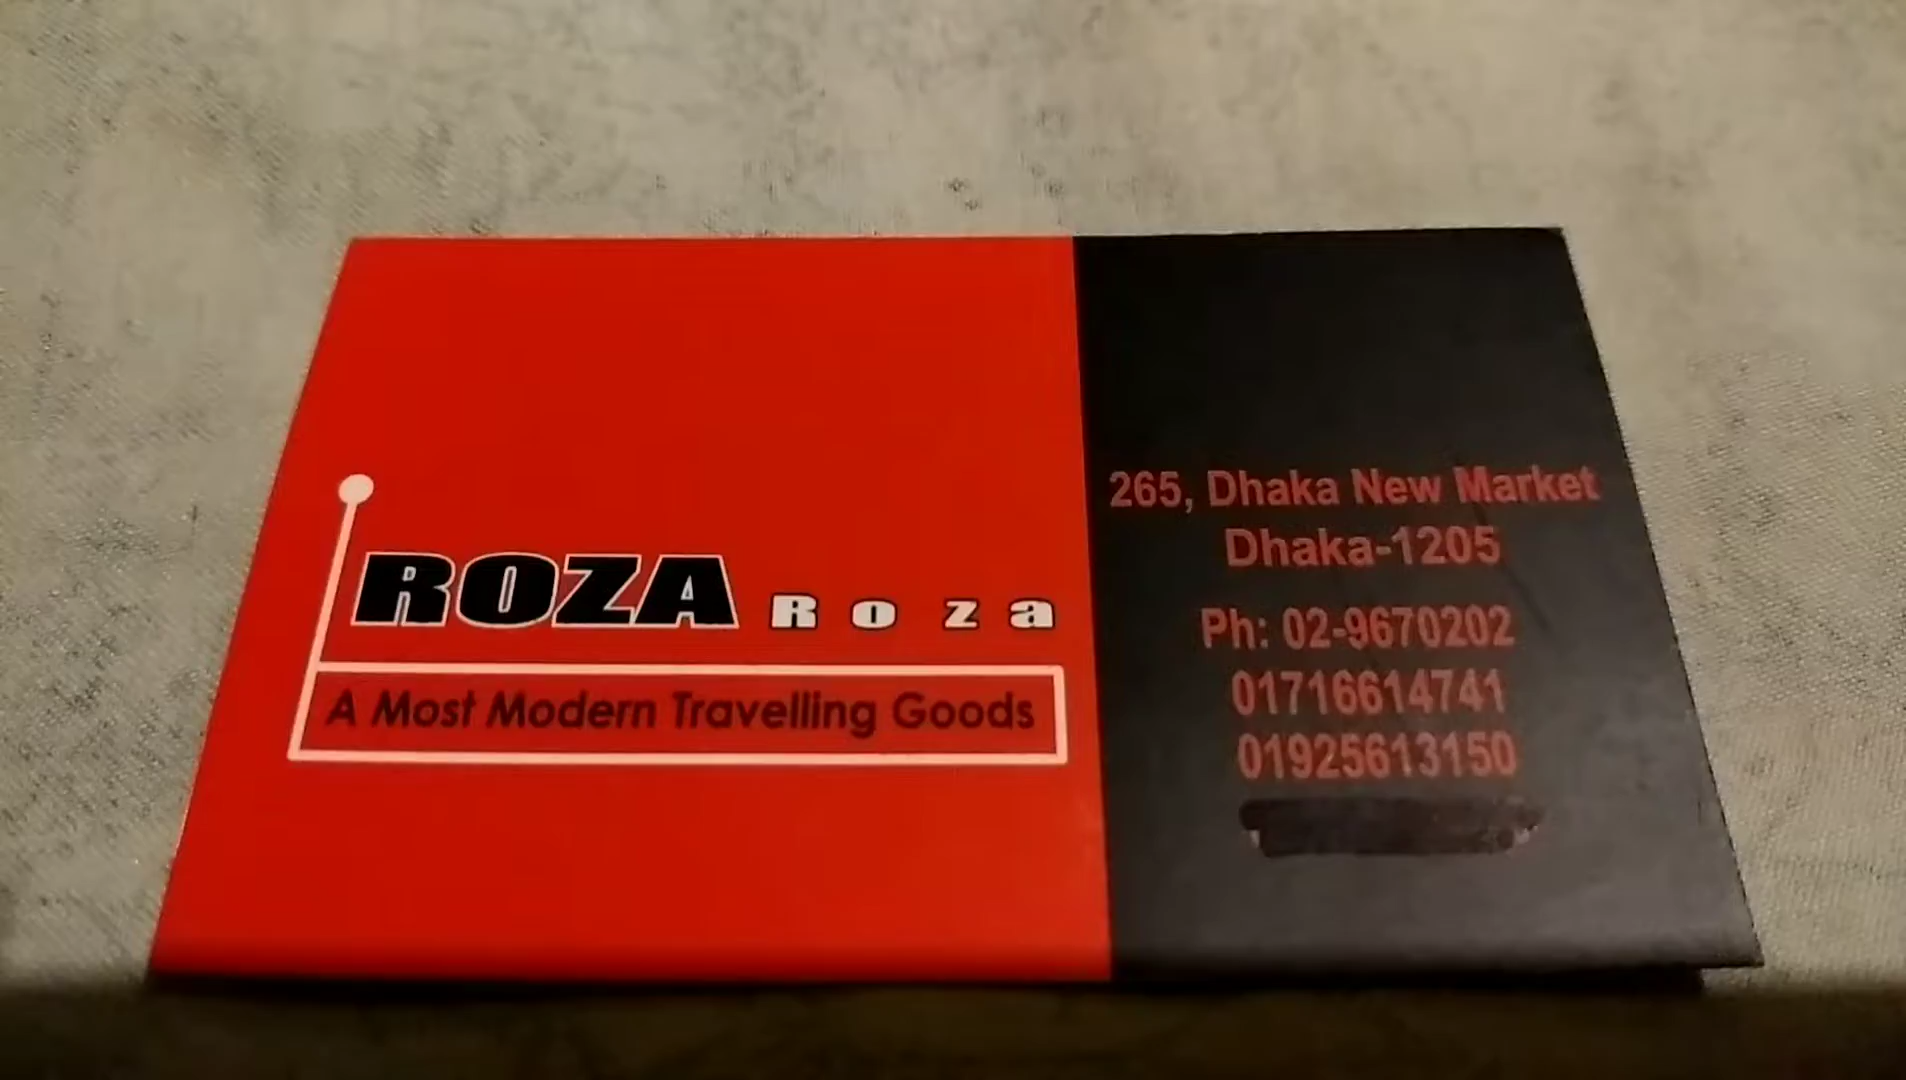 ROZA Roza
A Most Modern Travelling Goods
265, Dhaka New Market
Dhaka-1205
Ph: 02-9670202
01716614741
01925613150